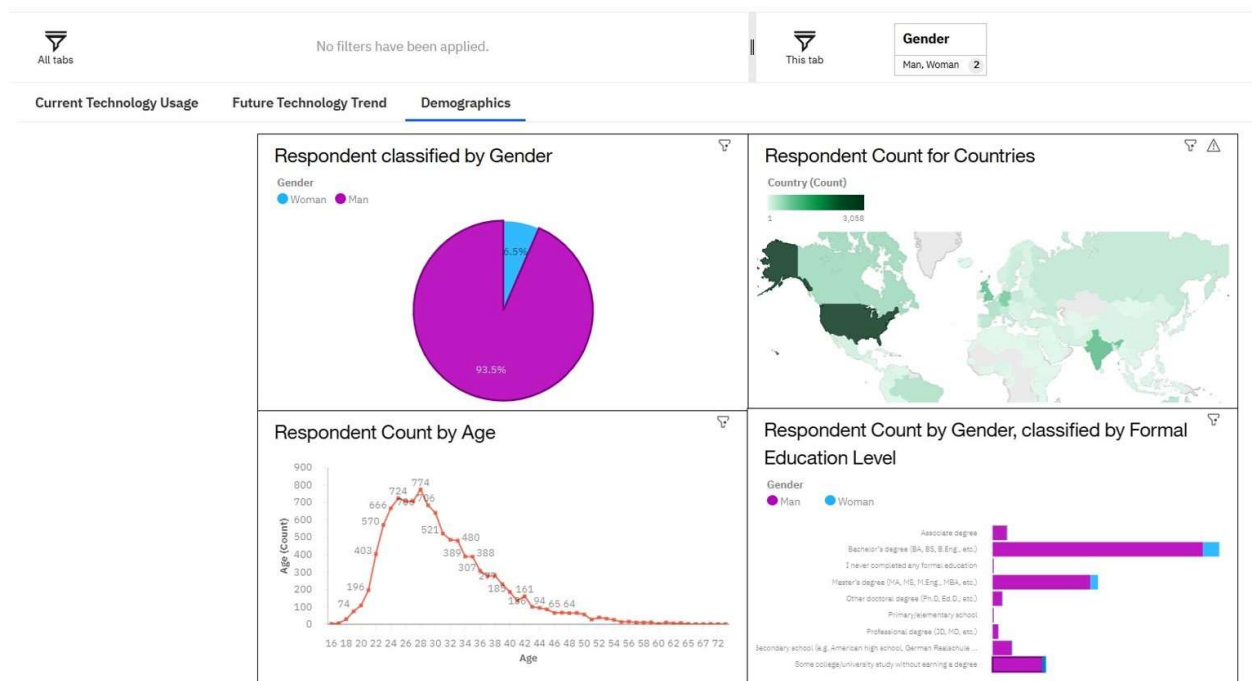 No filters have been applied.
All tabs
This tab
Gender
Man, Woman 2
Current Technology Usage
Future Technology Trend
Demographics
Respondent classified by Gender
Gender
Woman
Man
6.5%
93.5%
Respondent Count for Countries
Country (Count)
1
3,058
Respondent Count by Age
Age (Count)
900
800
700
600
500
400
300
200
100
0
74
196
403
570
666
724
774
706
521
389
480
307
388
185
161
94
65
64
16 18 20 22 24 26 28 30 32 34 36 38 40 42 44 46 48 50 52 54 56 58 60 62 65 67 72
Age
Respondent Count by Gender, classified by Formal
Education Level
Gender
Man
Woman
Associate degree
Bachelor's degree (BA, BS, B.Eng., etc.)
I never completed any formal education
Master's degree (MA, MS, M.Eng., MBA, etc.)
Other doctoral degree (Ph.D, Ed.D., etc.)
Primary/elementary school
Professional degree (JD, MD, etc.)
Secondary school (e.g. American high school, German Realschule ...
Some college/university study without earning a degree